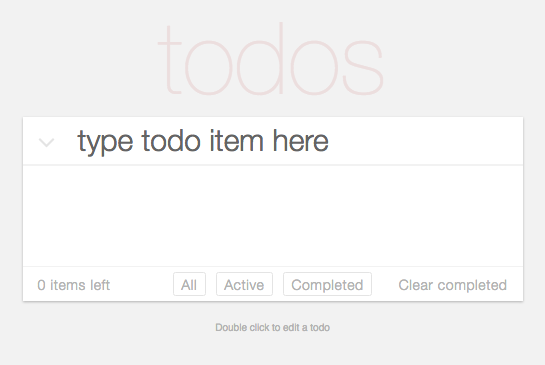 todos
type todo item here
0 items left All Active Completed Clear completed
Double click to edit a todo